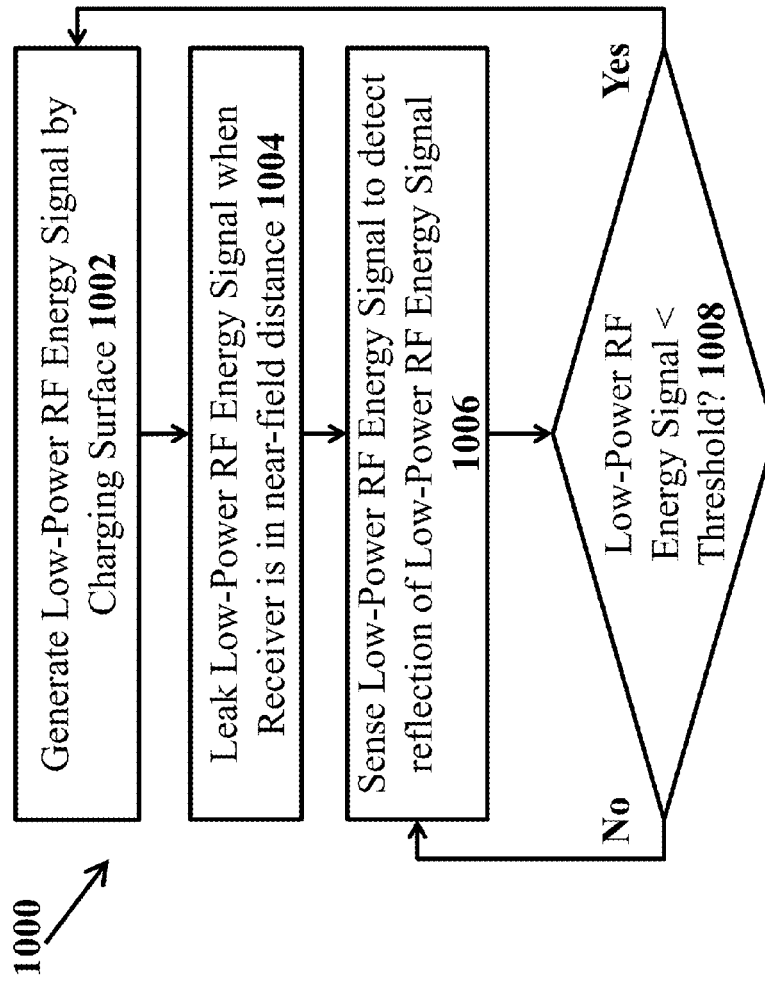 1000
Generate Low-Power RF Energy Signal by
Charging Surface 1002
Leak Low-Power RF Energy Signal when
Receiver is in near-field distance 1004
Sense Low-Power RF Energy Signal to detect
reflection of Low-Power RF Energy Signal
1006
No
Yes
Low-Power RF
Energy Signal <
Threshold? 1008